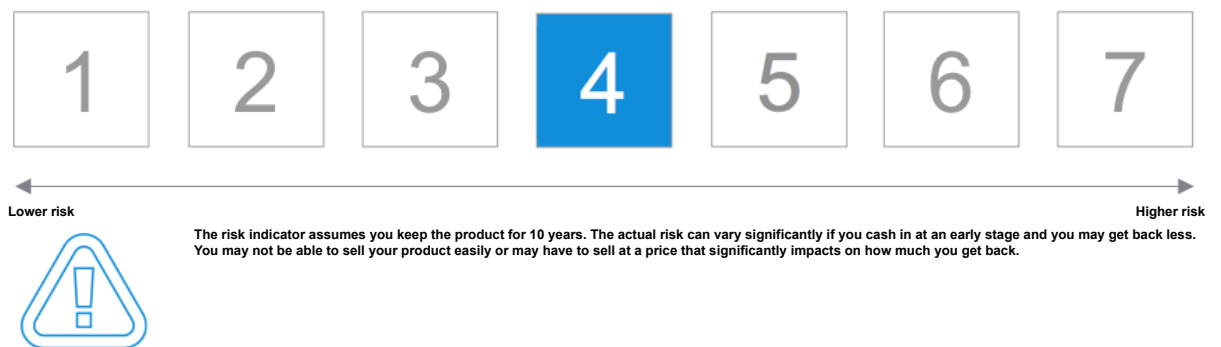 1 2 3 4 5 6 7
Lower risk Higher risk
The risk indicator assumes you keep the product for 10 years. The actual risk can vary significantly if you cash in at an early stage and you may get back less.
You may not be able to sell your product easily or may have to sell at a price that significantly impacts on how much you get back.